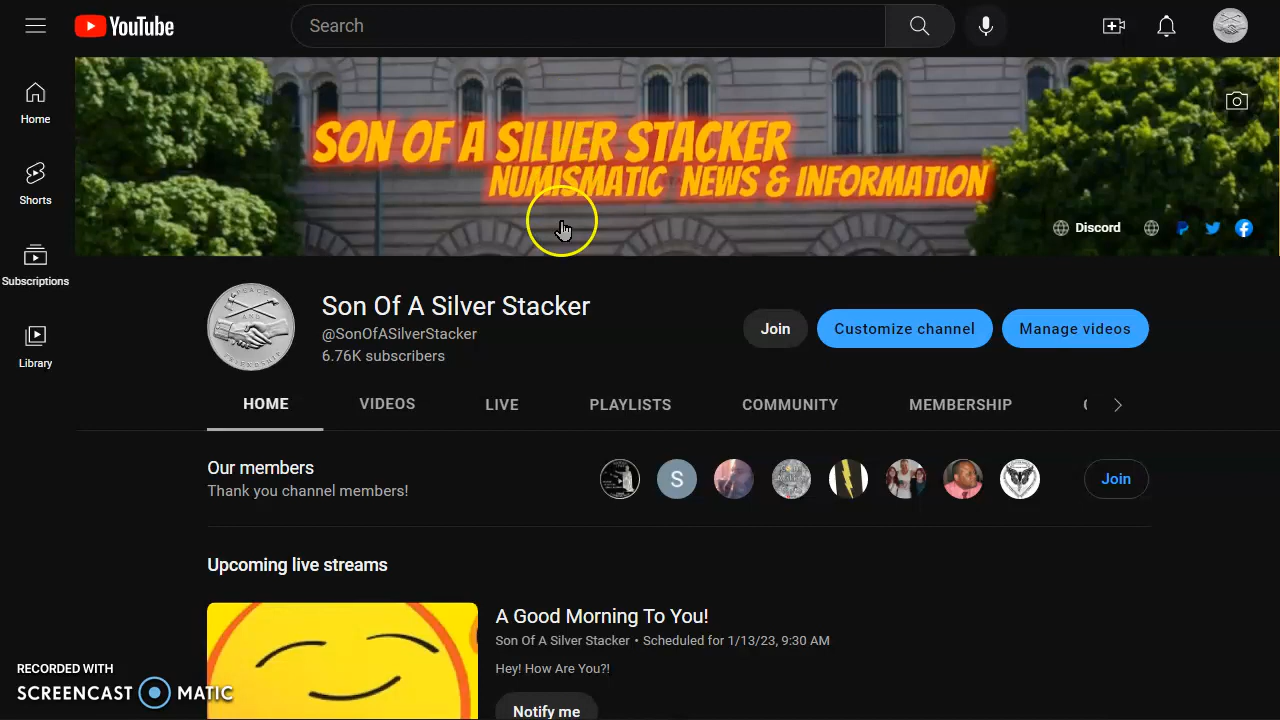 YouTube
Search
Home
Shorts
Subscriptions
Library
SON OF A SILVER STACKER
NUMISMATIC NEWS & INFORMATION
Discord
Son Of A Silver Stacker
@SonOfASilverStacker
6.76K subscribers
Join
Customize channel
Manage videos
PEACE
AND
FRIENDSHIP
HOME
VIDEOS
LIVE
PLAYLISTS
COMMUNITY
MEMBERSHIP
Our members
Thank you channel members!
S
Join
Upcoming live streams
A Good Morning To You!
Son Of A Silver Stacker • Scheduled for 1/13/23, 9:30 AM
Hey! How Are You?!
Notify me
RECORDED WITH
SCREENCAST MATIC